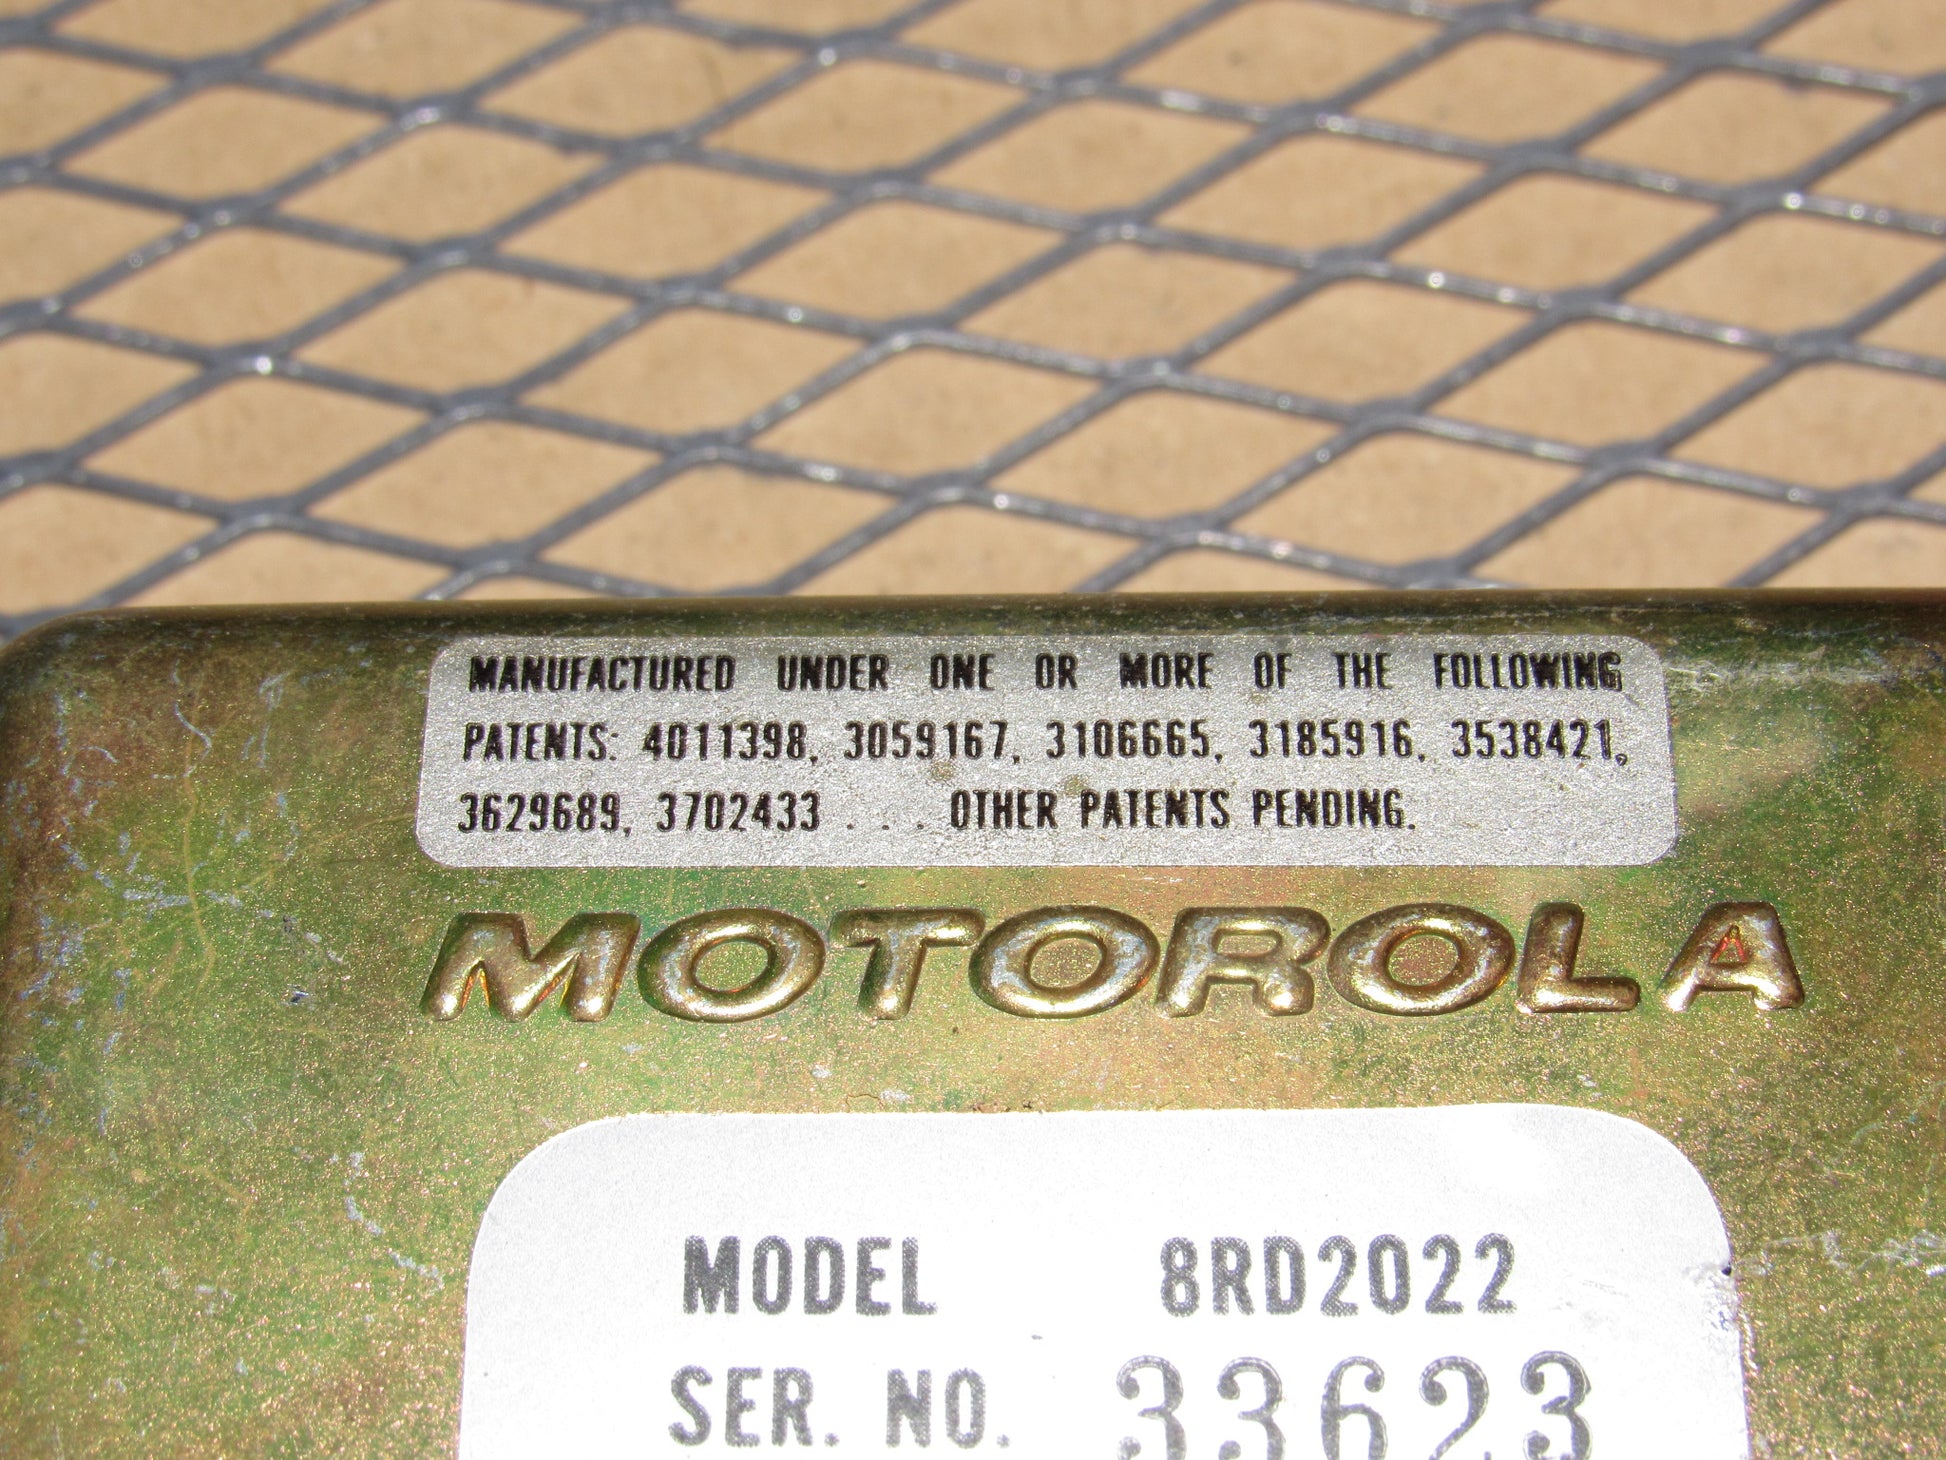 MANUFACTURED UNDER ONE OR MORE OF THE FOLLOWING
PATENTS: 4011398, 3059167, 3106665, 3185916, 3538421,
3629689, 3702433 . . . OTHER PATENTS PENDING.
MOTOROLA
MODEL 8RD2022
SER. NO. 33623